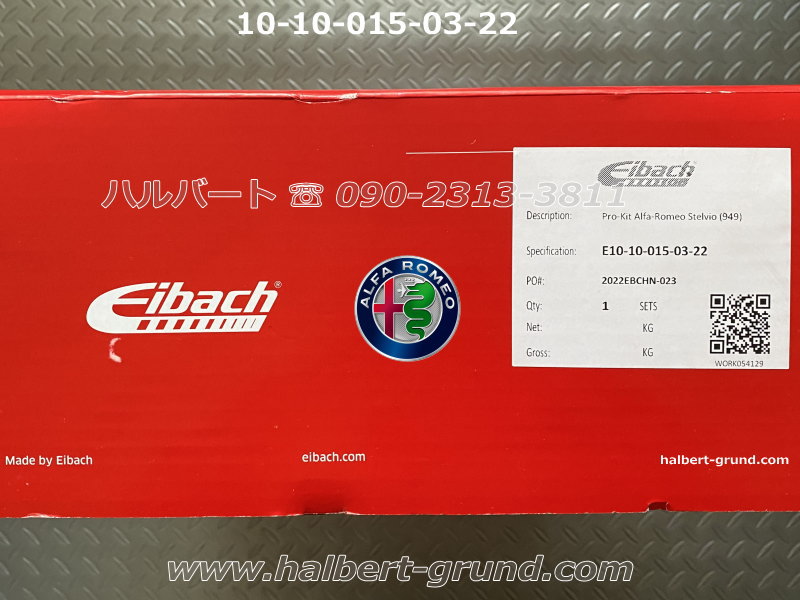 10-10-015-03-22
Eibach
ハルバート ☎ 090-2313-3811
Description: Pro-Kit Alfa-Romeo Stelvio (949)
Specification: E10-10-015-03-22
PO#: 2022EBCHN-023
Qty: 1 SETS
Net: KG
Gross: KG
WORK054129
Eibach®
ALFA ROMEO
Made by Eibach
eibach.com
halbert-grund.com
www.halbert-grund.com